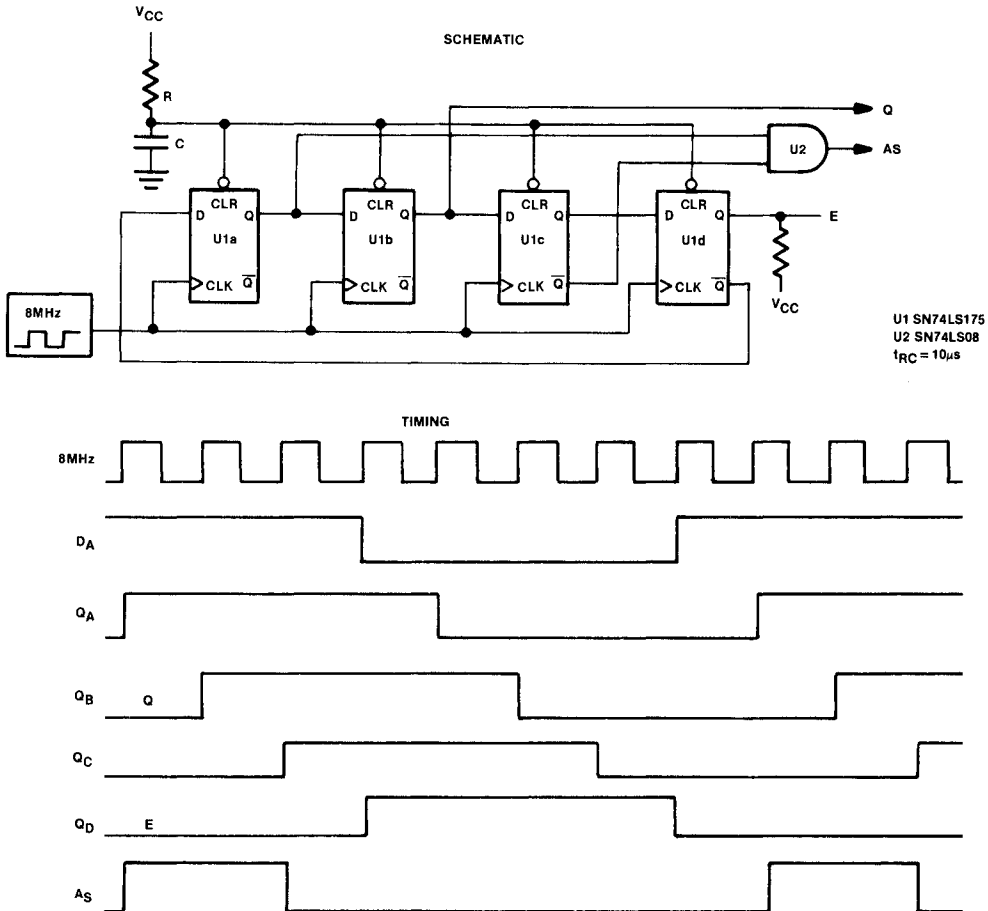 VCC
SCHEMATIC
R
C
Q
U2
AS
CLR
D Q
U1a
CLK Q̅
CLR
D Q
U1b
CLK Q̅
CLR
D Q
U1c
CLK Q̅
CLR
D Q
U1d
CLK Q̅
E
VCC
8MHz
U1 SN74LS175
U2 SN74LS08
tRC = 10μs
TIMING
8MHz
DA
QA
QB Q
QC
QD E
AS